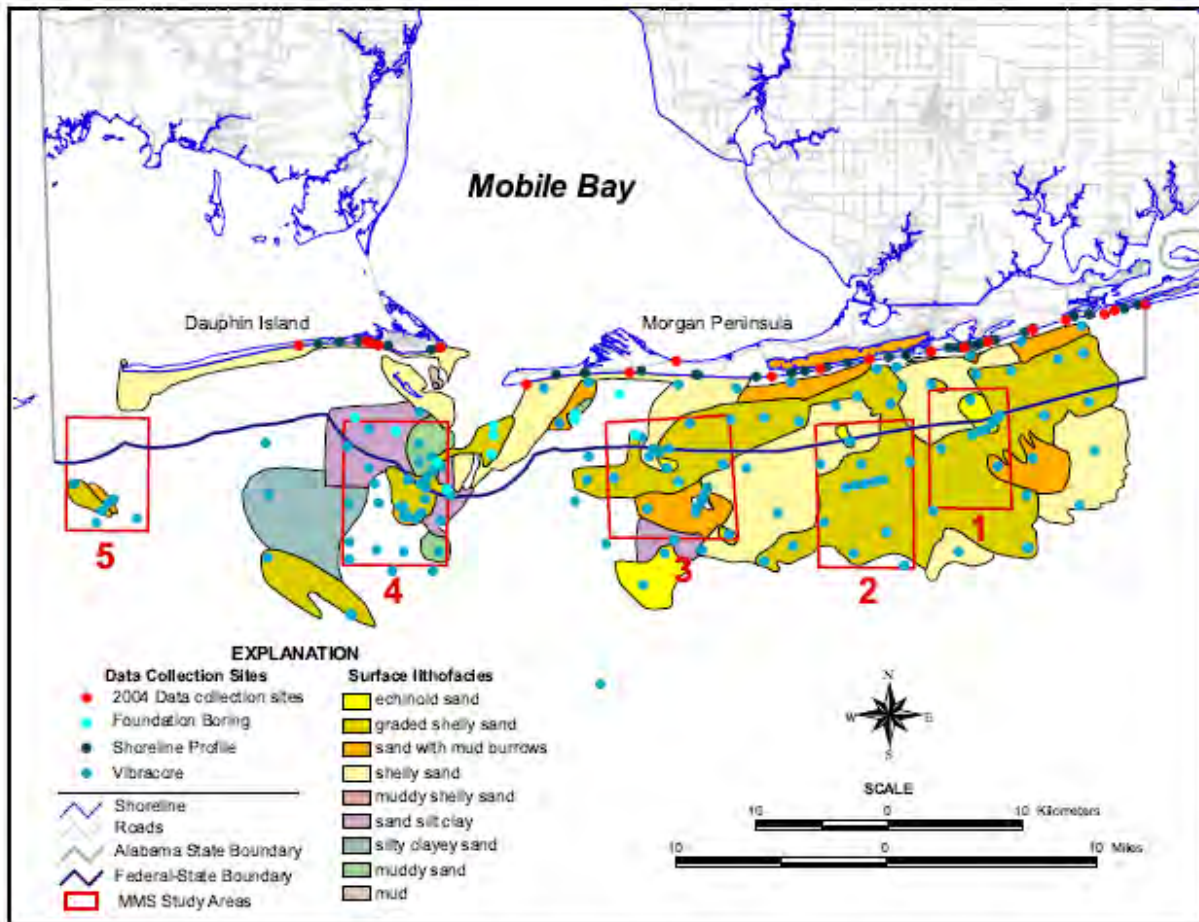 Mobile Bay
Dauphin Island
Morgan Peninsula
1
2
3
4
5
EXPLANATION
Data Collection Sites
2004 Data collection sites
Foundation Boring
Shoreline Profile
Vibracore
Shoreline
Roads
Alabama State Boundary
Federal-State Boundary
MMS Study Areas
Surface lithofacies
echinoid sand
graded shelly sand
sand with mud burrows
shelly sand
muddy shelly sand
sand silt clay
silty clayey sand
muddy sand
mud
N
W E
S
SCALE
10 0 10 Kilometers
10 0 10 Miles